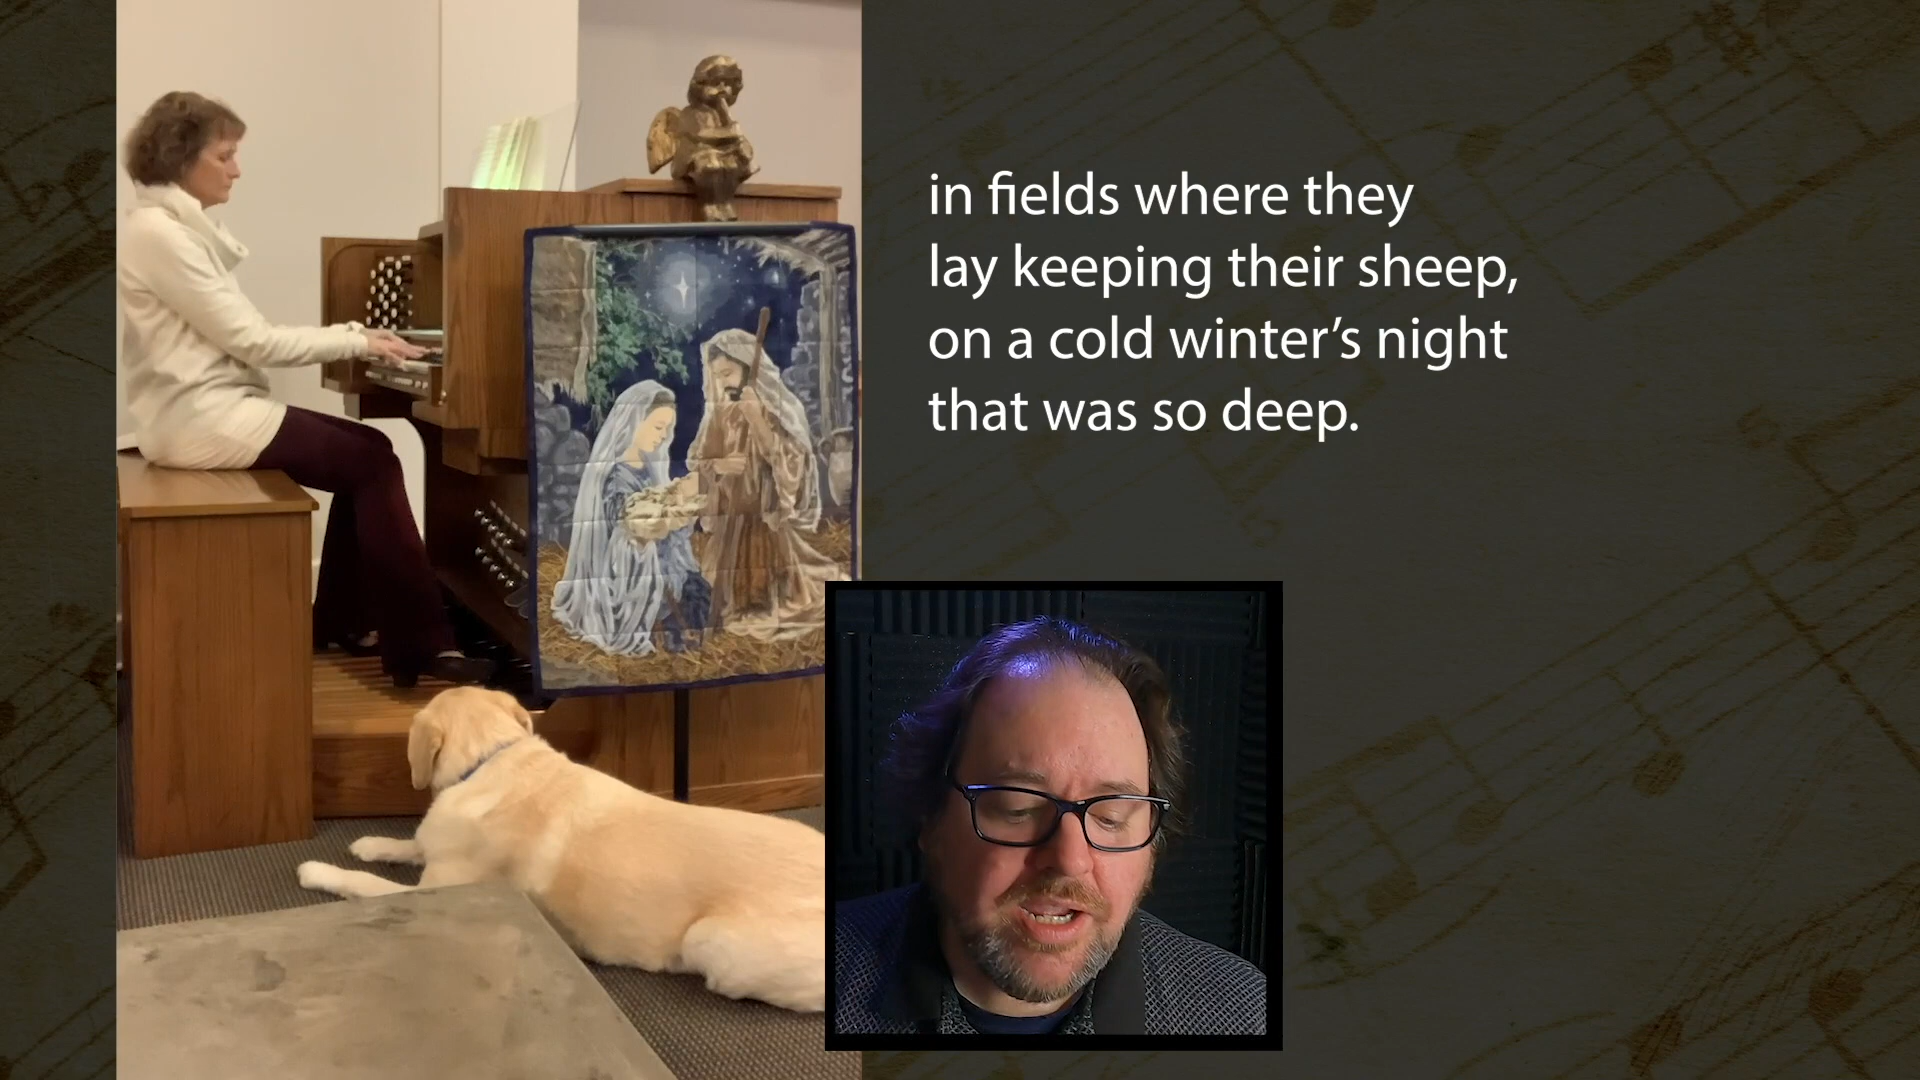 in fields where they
lay keeping their sheep,
on a cold winter’s night
that was so deep.